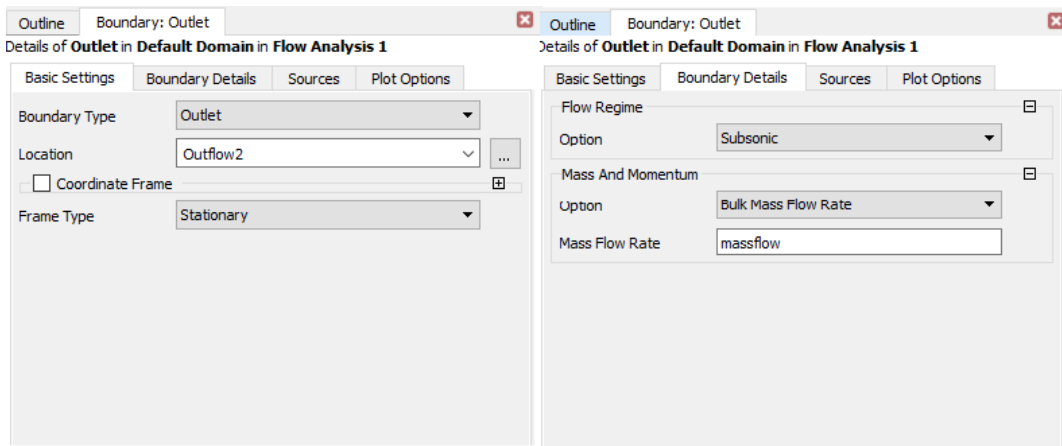 Outline
Boundary: Outlet
Details of Outlet in Default Domain in Flow Analysis 1
Basic Settings
Boundary Details
Sources
Plot Options
Boundary Type
Outlet
Location
Outflow2
...
Coordinate Frame
Frame Type
Stationary
Outline
Boundary: Outlet
Details of Outlet in Default Domain in Flow Analysis 1
Basic Settings
Boundary Details
Sources
Plot Options
Flow Regime
Option
Subsonic
Mass And Momentum
Option
Bulk Mass Flow Rate
Mass Flow Rate
massflow